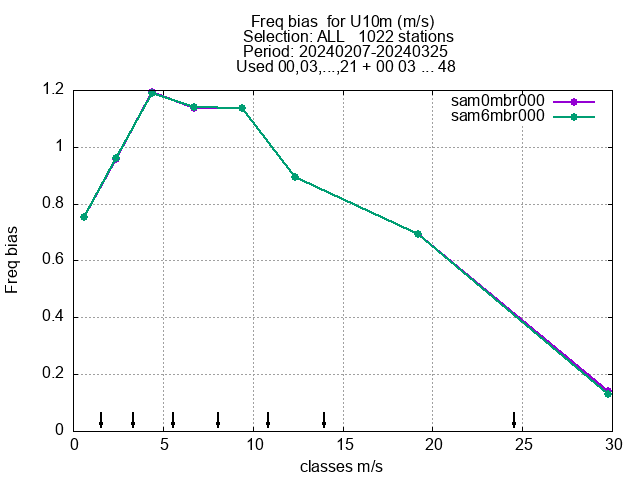 Freq bias  for U10m (m/s)
Selection: ALL   1022 stations
Period: 20240207-20240325
Used 00,03,...,21 + 00 03 ... 48
sam0mbr000
sam6mbr000
1.2
1
0.8
0.6
0.4
0.2
0
Freq bias
0 5 10 15 20 25 30
classes m/s